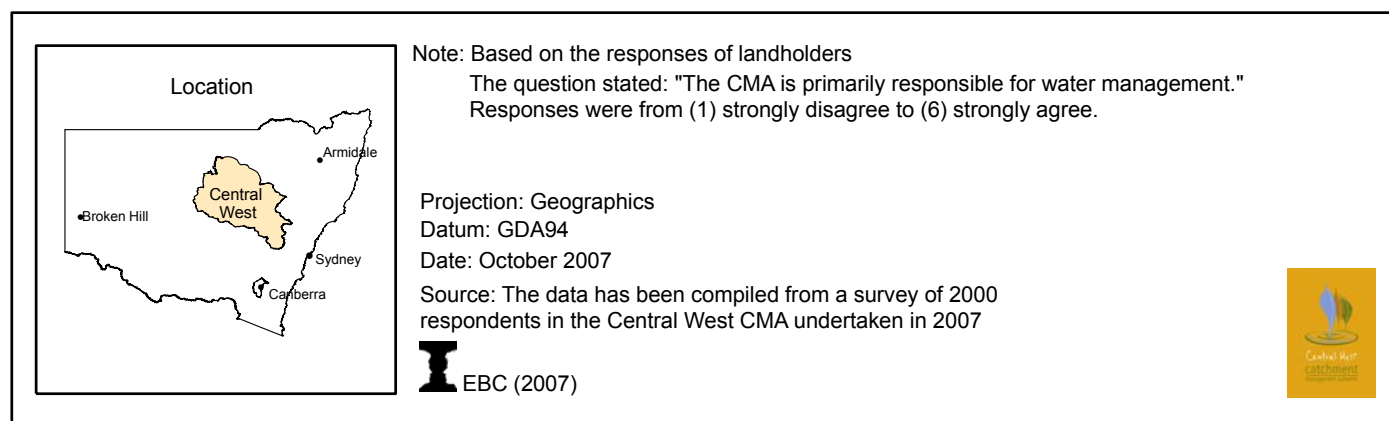 Location
Armidale
Central
West
Broken Hill
Sydney
Canberra
Note: Based on the responses of landholders
The question stated: "The CMA is primarily responsible for water management."
Responses were from (1) strongly disagree to (6) strongly agree.
Projection: Geographics
Datum: GDA94
Date: October 2007
Source: The data has been compiled from a survey of 2000
respondents in the Central West CMA undertaken in 2007
EBC (2007)
Central West
catchment